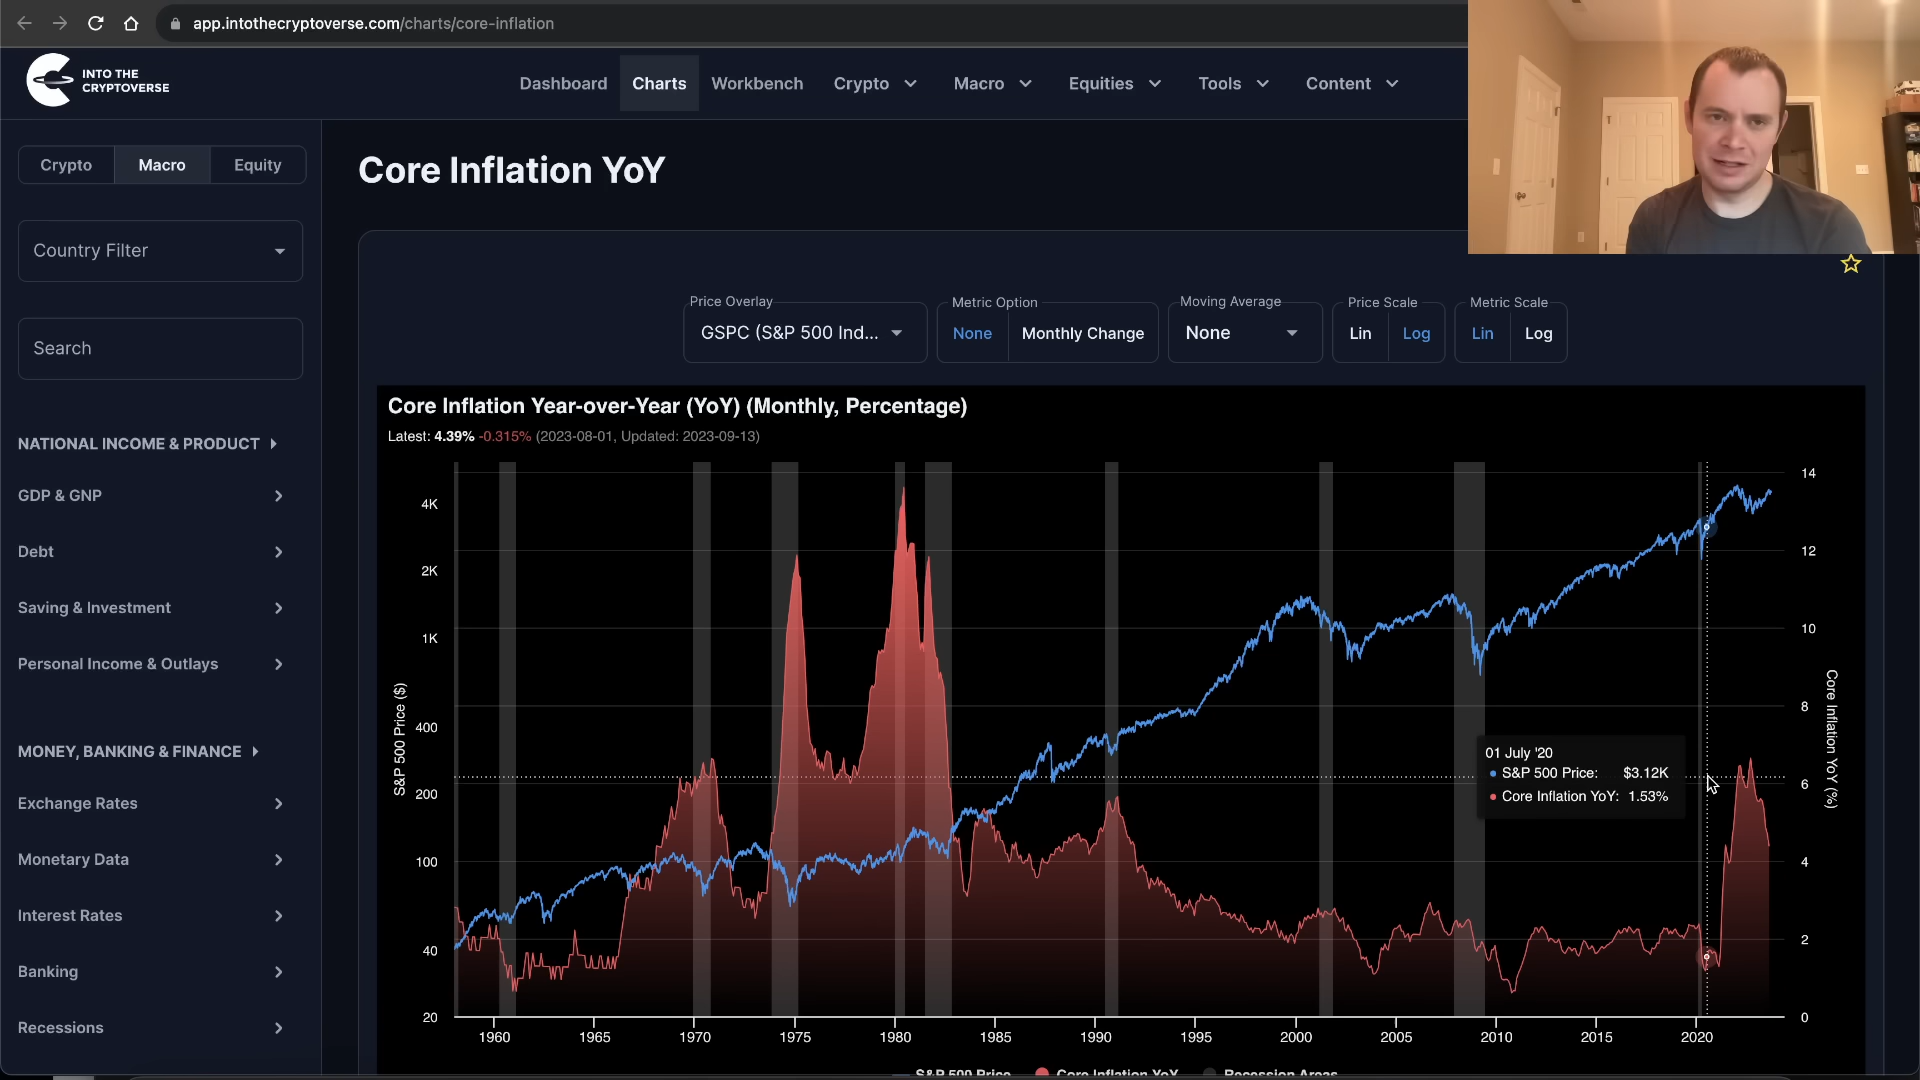 app.intothecryptoverse.com/charts/core-inflation
INTO THE
CRYPTOVERSE
Dashboard
Charts
Workbench
Crypto
Macro
Equities
Tools
Content
Crypto
Macro
Equity
Country Filter
Search
NATIONAL INCOME & PRODUCT
GDP & GNP
Debt
Saving & Investment
Personal Income & Outlays
MONEY, BANKING & FINANCE
Exchange Rates
Monetary Data
Interest Rates
Banking
Recessions
Core Inflation YoY
Price Overlay
GSPC (S&P 500 Ind...
Metric Option
None
Monthly Change
Moving Average
None
Price Scale
Lin
Log
Metric Scale
Lin
Log
Core Inflation Year-over-Year (YoY) (Monthly, Percentage)
Latest: 4.39% -0.315% (2023-08-01, Updated: 2023-09-13)
4K
2K
1K
400
200
100
40
20
S&P 500 Price ($)
14
12
10
8
6
4
2
0
Core Inflation YoY (%)
01 July '20
S&P 500 Price: $3.12K
Core Inflation YoY: 1.53%
1960
1965
1970
1975
1980
1985
1990
1995
2000
2005
2010
2015
2020
S&P 500 Price
Core Inflation YoY
Recession Areas